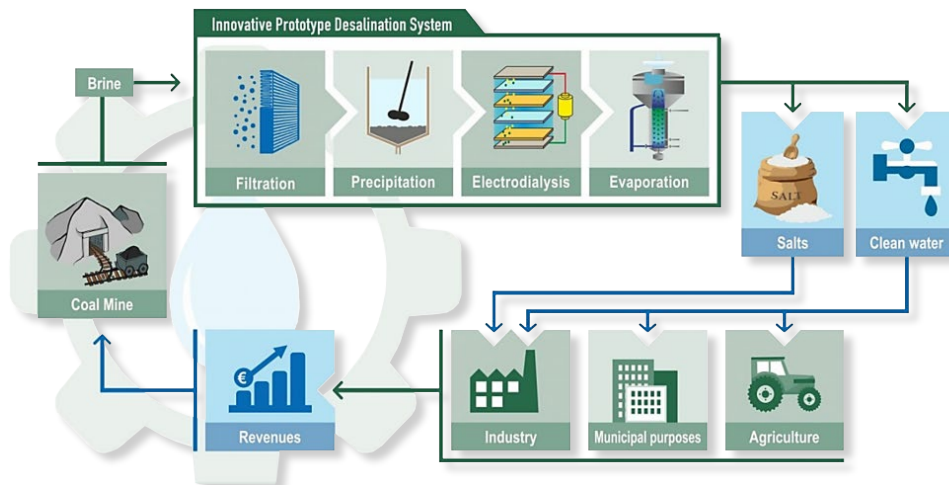 Innovative Prototype Desalination System
Brine
Filtration
Precipitation
Electrodialysis
Evaporation
SALT
Salts
Clean water
Coal Mine
€
Revenues
Industry
Municipal purposes
Agriculture